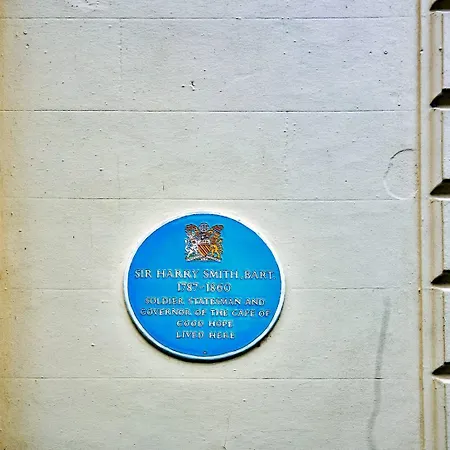 SIR HARRY SMITH, BART.
1787-1860
SOLDIER, STATESMAN AND
GOVERNOR OF THE CAPE OF
GOOD HOPE
LIVED HERE